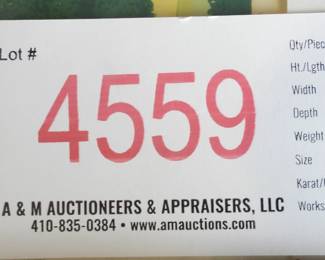 Lot #
4559
A & M AUCTIONEERS & APPRAISERS, LLC
410-835-0384 • www.amauctions.com
Qty/Piec
Ht./Lgth
Width
Depth
Weight
Size
Karat/
Works